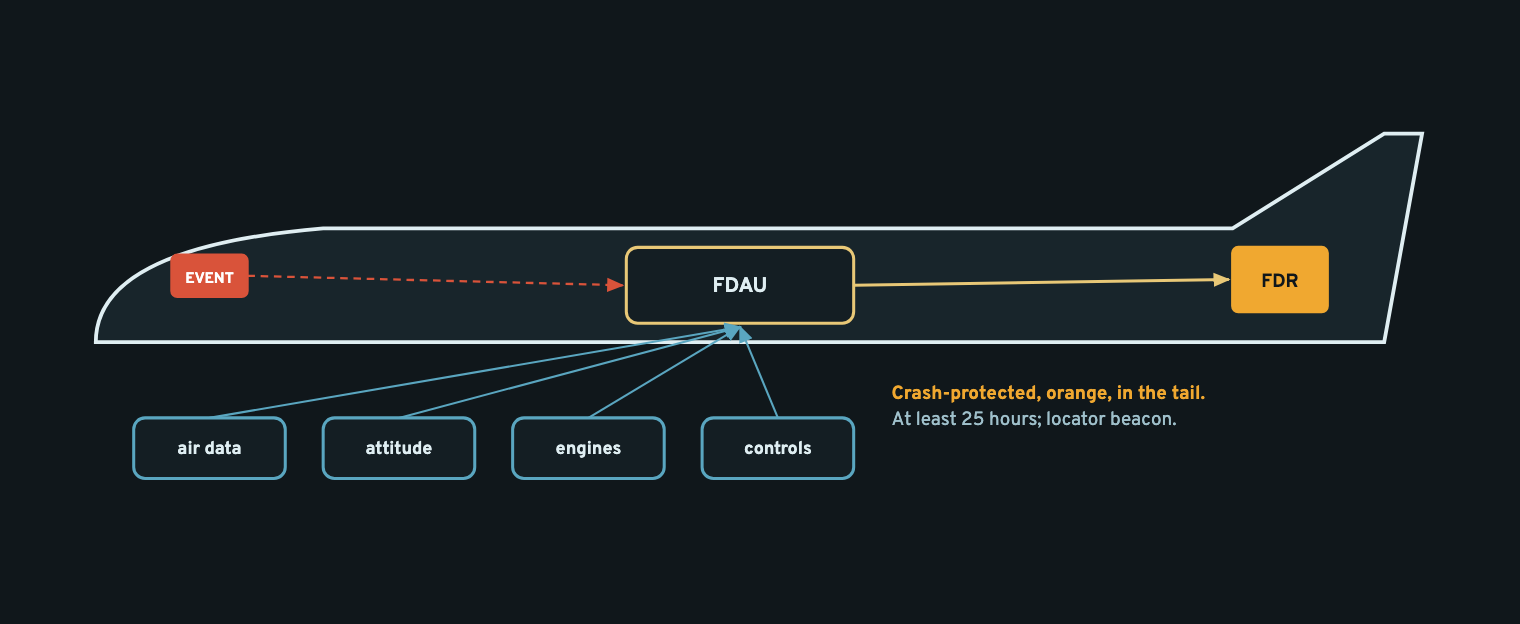 EVENT
FDAU
FDR
Crash-protected, orange, in the tail.
At least 25 hours; locator beacon.
air data
attitude
engines
controls